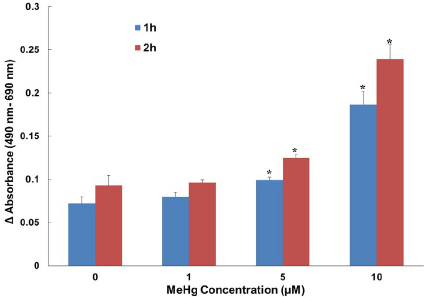 0.3
0.25
0.2
0.15
0.1
0.05
0
Δ Absorbance (490 nm- 690 nm)
1h
2h
* *
* *
0 1 5 10
MeHg Concentration (µM)